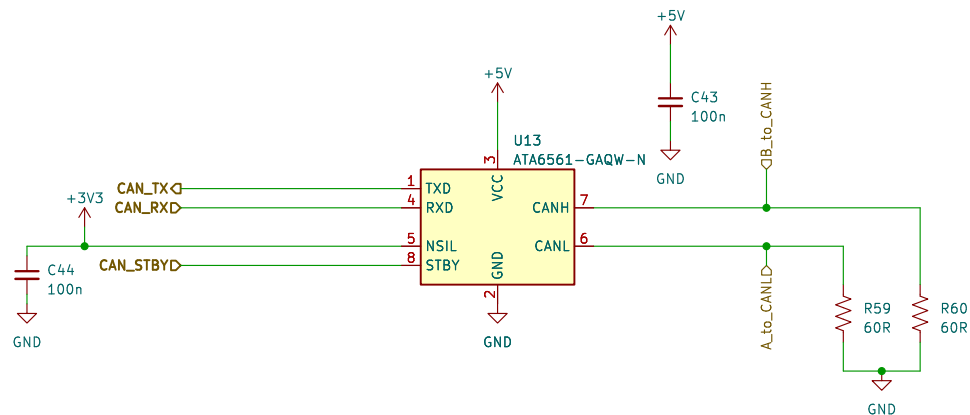 +5V
C43
100n
GND
+5V
U13
ATA6561-GAQW-N
B_to_CANH
3
VCC
CAN_TX
1
TXD
CAN_RX
4
RXD
CANH
7
+3V3
5
NSIL
CANL
6
CAN_STBY
8
STBY
GND
2
GND
C44
100n
GND
A_to_CANL
R59
60R
R60
60R
GND